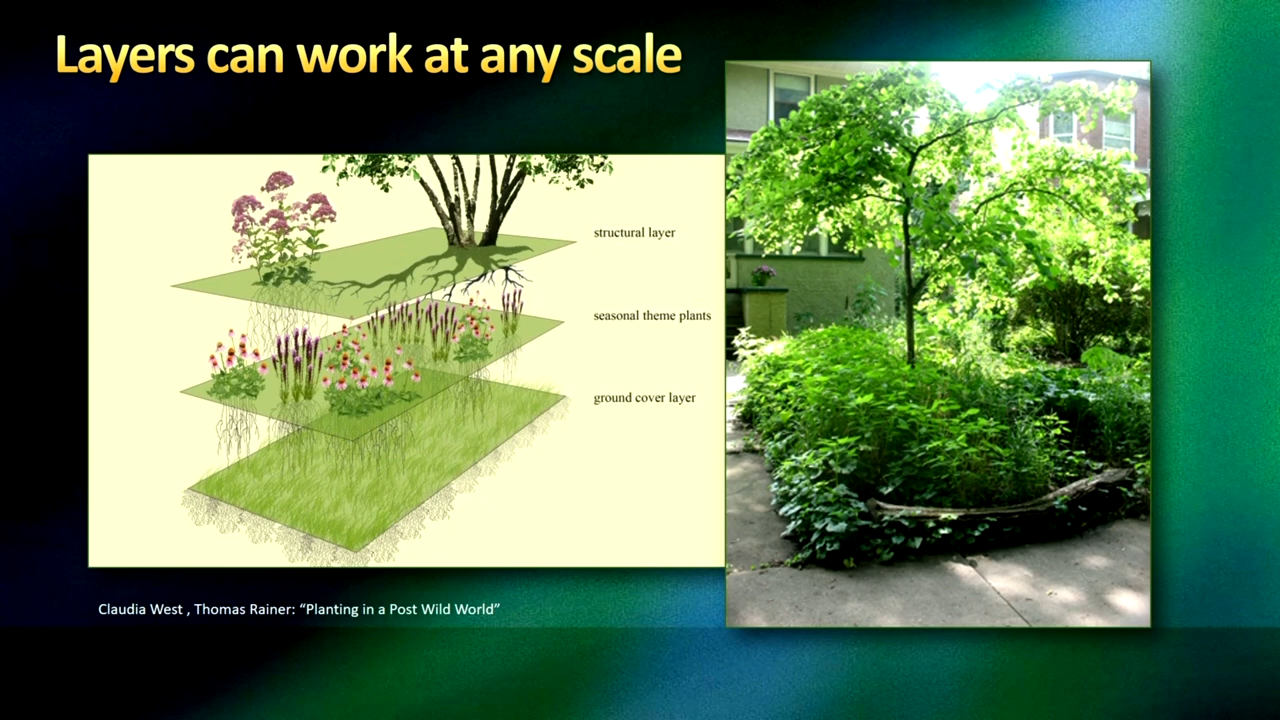 Layers can work at any scale
structural layer
seasonal theme plants
ground cover layer
Claudia West , Thomas Rainer: “Planting in a Post Wild World”